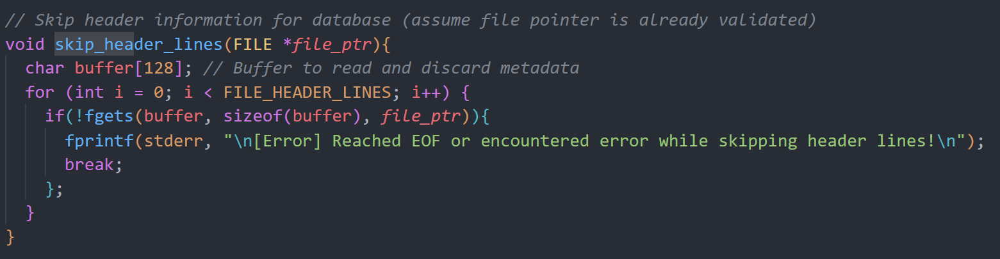 // Skip header information for database (assume file pointer is already validated)
void skip_header_lines(FILE *file_ptr){
  char buffer[128]; // Buffer to read and discard metadata
  for (int i = 0; i < FILE_HEADER_LINES; i++) {
    if(!fgets(buffer, sizeof(buffer), file_ptr)){
      fprintf(stderr, "\n[Error] Reached EOF or encountered error while skipping header lines!\n");
      break;
    };
  }
}